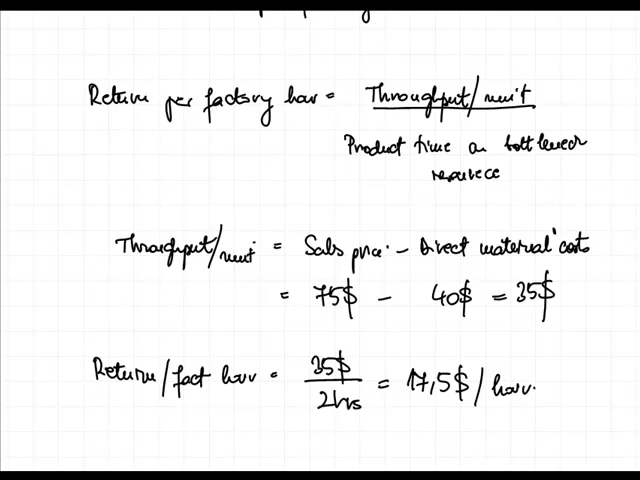 Return per factory hour = Throughput/unit
Product time on bottleneck
resource
Throughput/unit = Sales price - Direct material costs
= 75$ - 40$ = 35$
Return/fact hour = 35$ / 2hrs = 17,5$/hour.